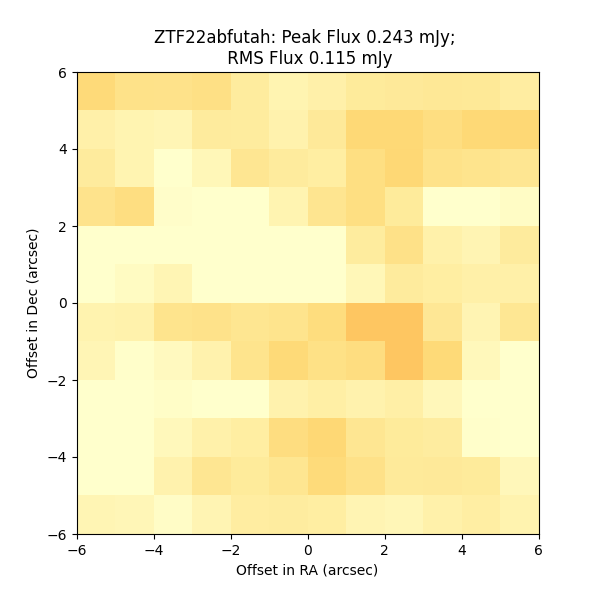 ZTF22abfutah: Peak Flux 0.243 mJy;
RMS Flux 0.115 mJy
6
4
2
0
−2
−4
−6
Offset in Dec (arcsec)
−6 −4 −2 0 2 4 6
Offset in RA (arcsec)